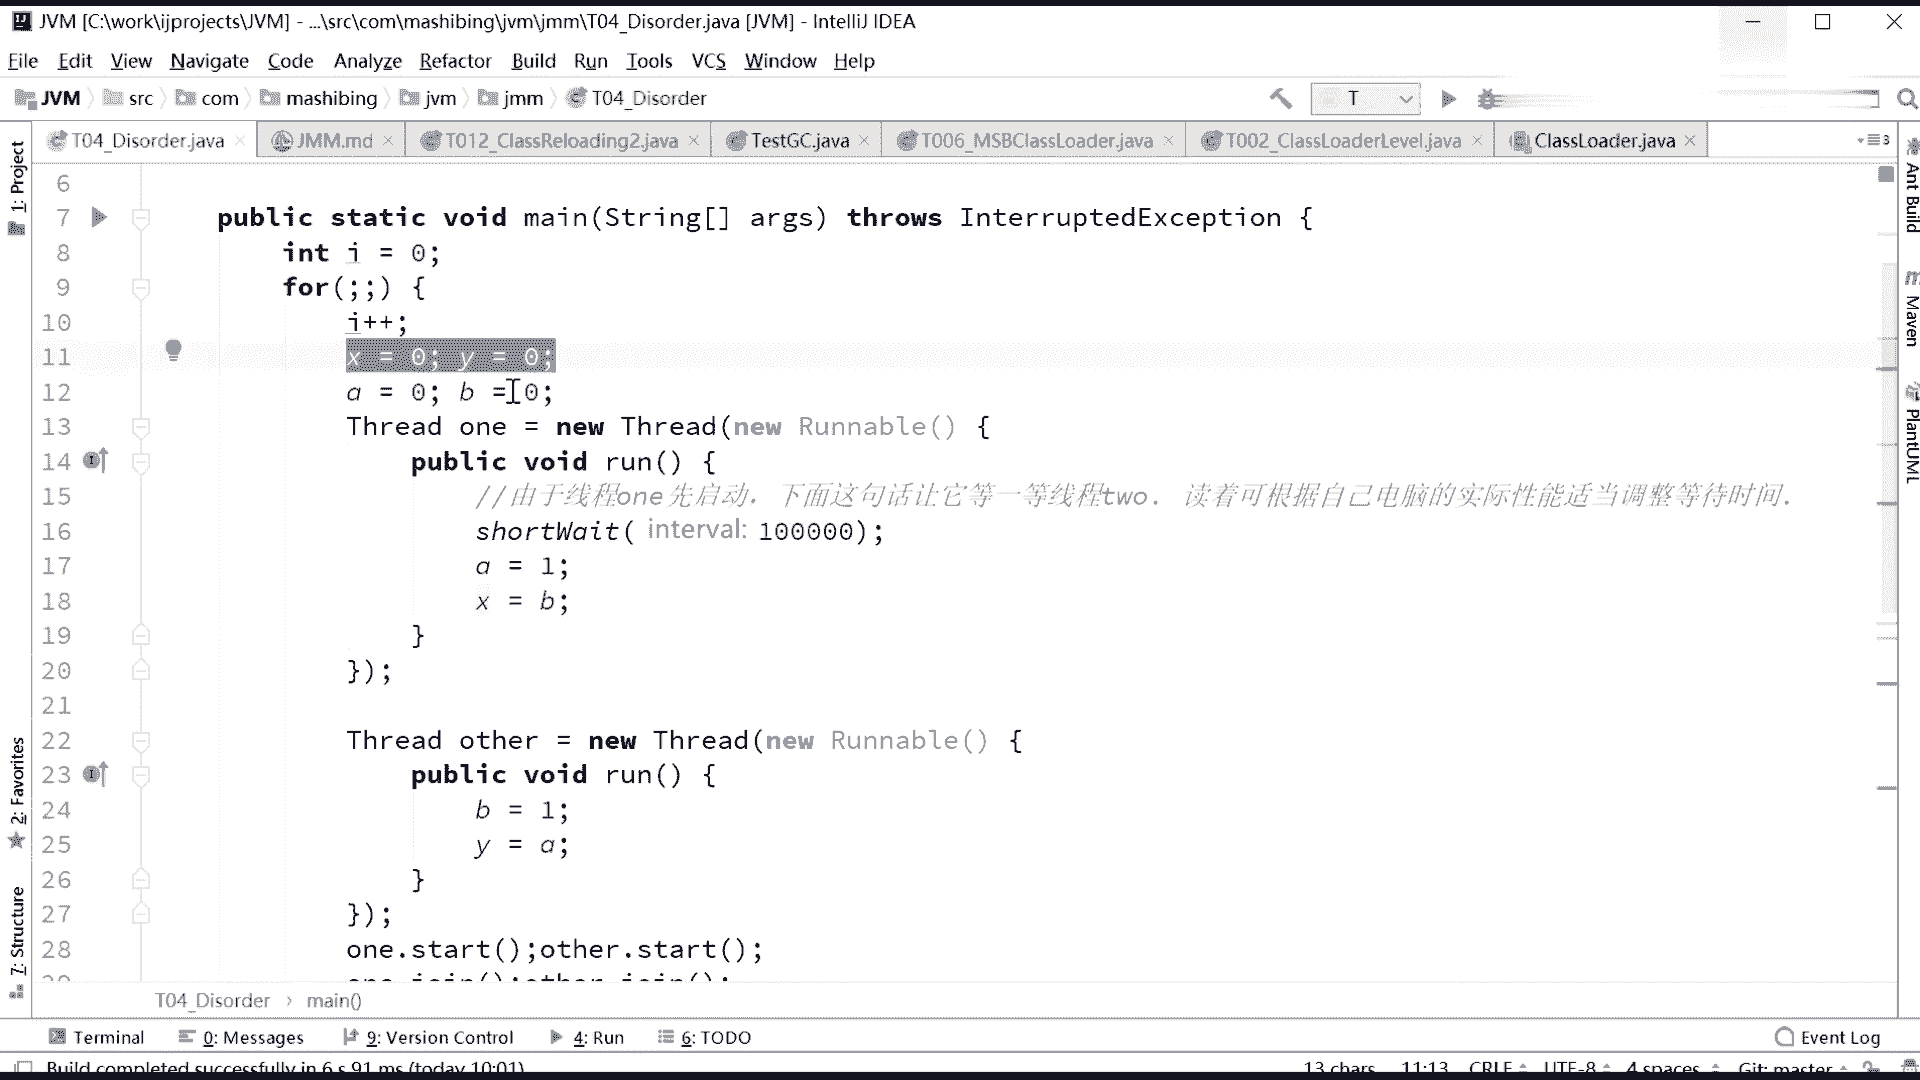 JVM [C:\work\ijprojects\JVM] - ...\src\com\mashibing\jvm\jmm\T04_Disorder.java [JVM] - IntelliJ IDEA
File Edit View Navigate Code Analyze Refactor Build Run Tools VCS Window Help
JVM src com mashibing jvm jmm T04_Disorder T
T04_Disorder.java JMM.md T012_ClassReloading2.java TestGC.java T006_MSBClassLoader.java T002_ClassLoaderLevel.java ClassLoader.java 3
1: Project
2: Favorites
7: Structure
6
7 public static void main(String[] args) throws InterruptedException {
8 int i = 0;
9 for(;;) {
10 i++;
11 x = 0; y = 0;
12 a = 0; b = 0;
13 Thread one = new Thread(new Runnable() {
14 public void run() {
15 //由于线程one先启动. 下面这句话让它等一等线程two. 读着可根据自己电脑的实际性能适当调整等待时间.
16 shortWait( interval: 100000);
17 a = 1;
18 x = b;
19 }
20 });
21
22 Thread other = new Thread(new Runnable() {
23 public void run() {
24 b = 1;
25 y = a;
26 }
27 });
28 one.start();other.start();
29 one.join();other.join();
Ant Build
Maven
PlantUML
T04_Disorder › main()
Terminal 0: Messages 9: Version Control 4: Run 6: TODO Event Log
Build completed successfully in 6 s 91 ms (today 10:01) 13 chars 11:13 CRLF UTF-8 4 spaces Git: master